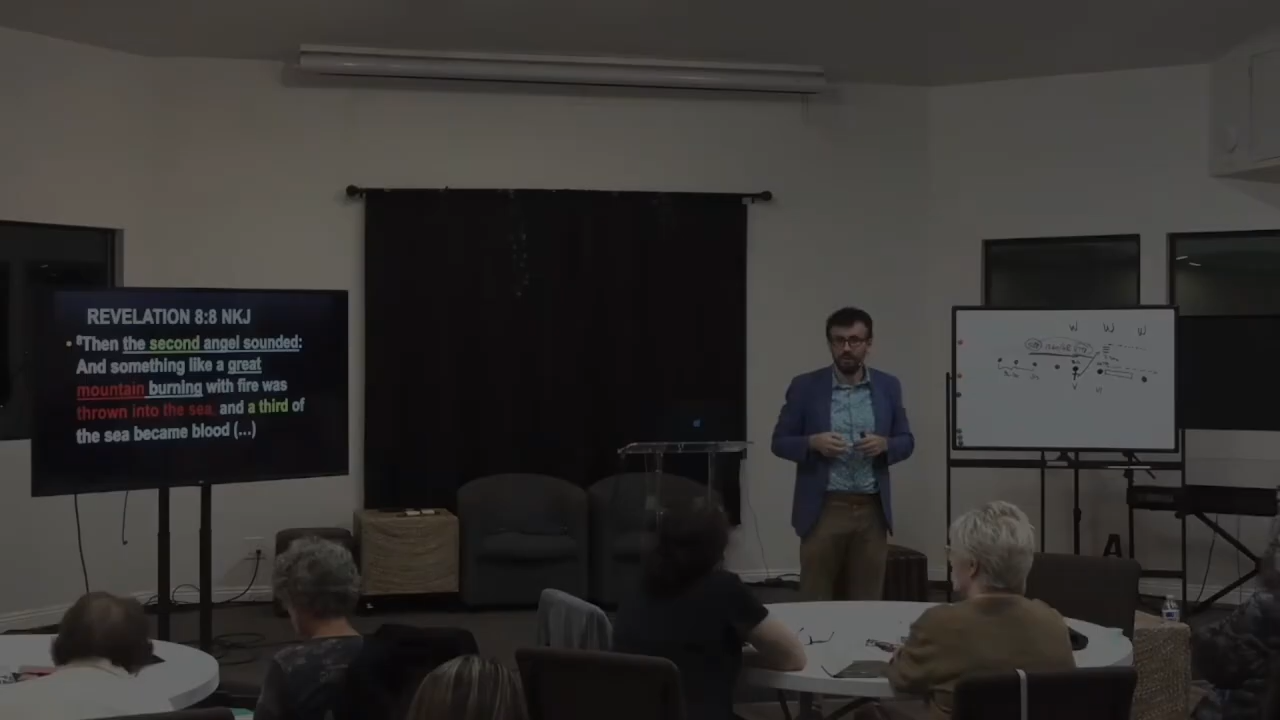 REVELATION 8:8 NKJ
• ⁸Then the second angel sounded:
And something like a great
mountain burning with fire was
thrown into the sea, and a third of
the sea became blood (...)
W W W